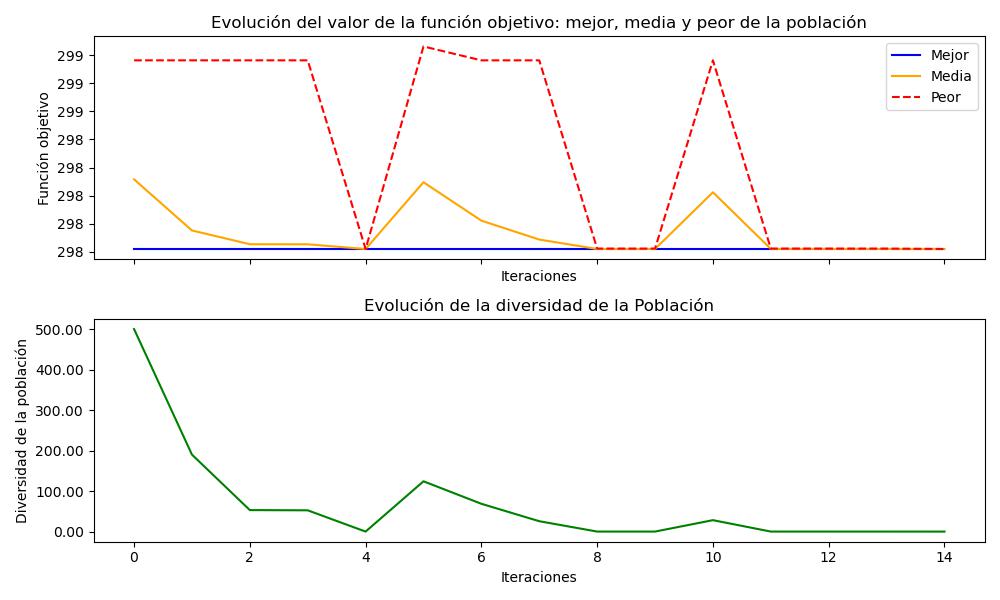 Evolución del valor de la función objetivo: mejor, media y peor de la población
Función objetivo
299
299
299
298
298
298
298
298
Mejor
Media
Peor
Iteraciones
Evolución de la diversidad de la Población
Diversidad de la población
500.00
400.00
300.00
200.00
100.00
0.00
0 2 4 6 8 10 12 14
Iteraciones